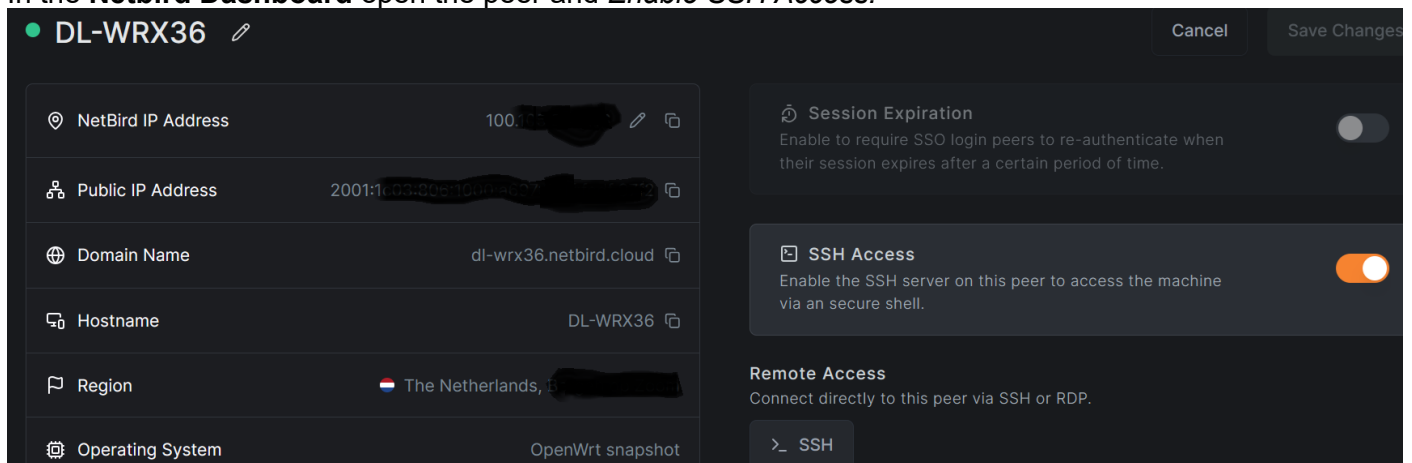 In the Netbird Dashboard open the peer and Enable SSH Access.
DL-WRX36
Cancel
Save Changes
NetBird IP Address
100.
Public IP Address
2001:1
Domain Name
dl-wrx36.netbird.cloud
Hostname
DL-WRX36
Region
The Netherlands,
Operating System
OpenWrt snapshot
Session Expiration
Enable to require SSO login peers to re-authenticate when
their session expires after a certain period of time.
SSH Access
Enable the SSH server on this peer to access the machine
via an secure shell.
Remote Access
Connect directly to this peer via SSH or RDP.
>_ SSH